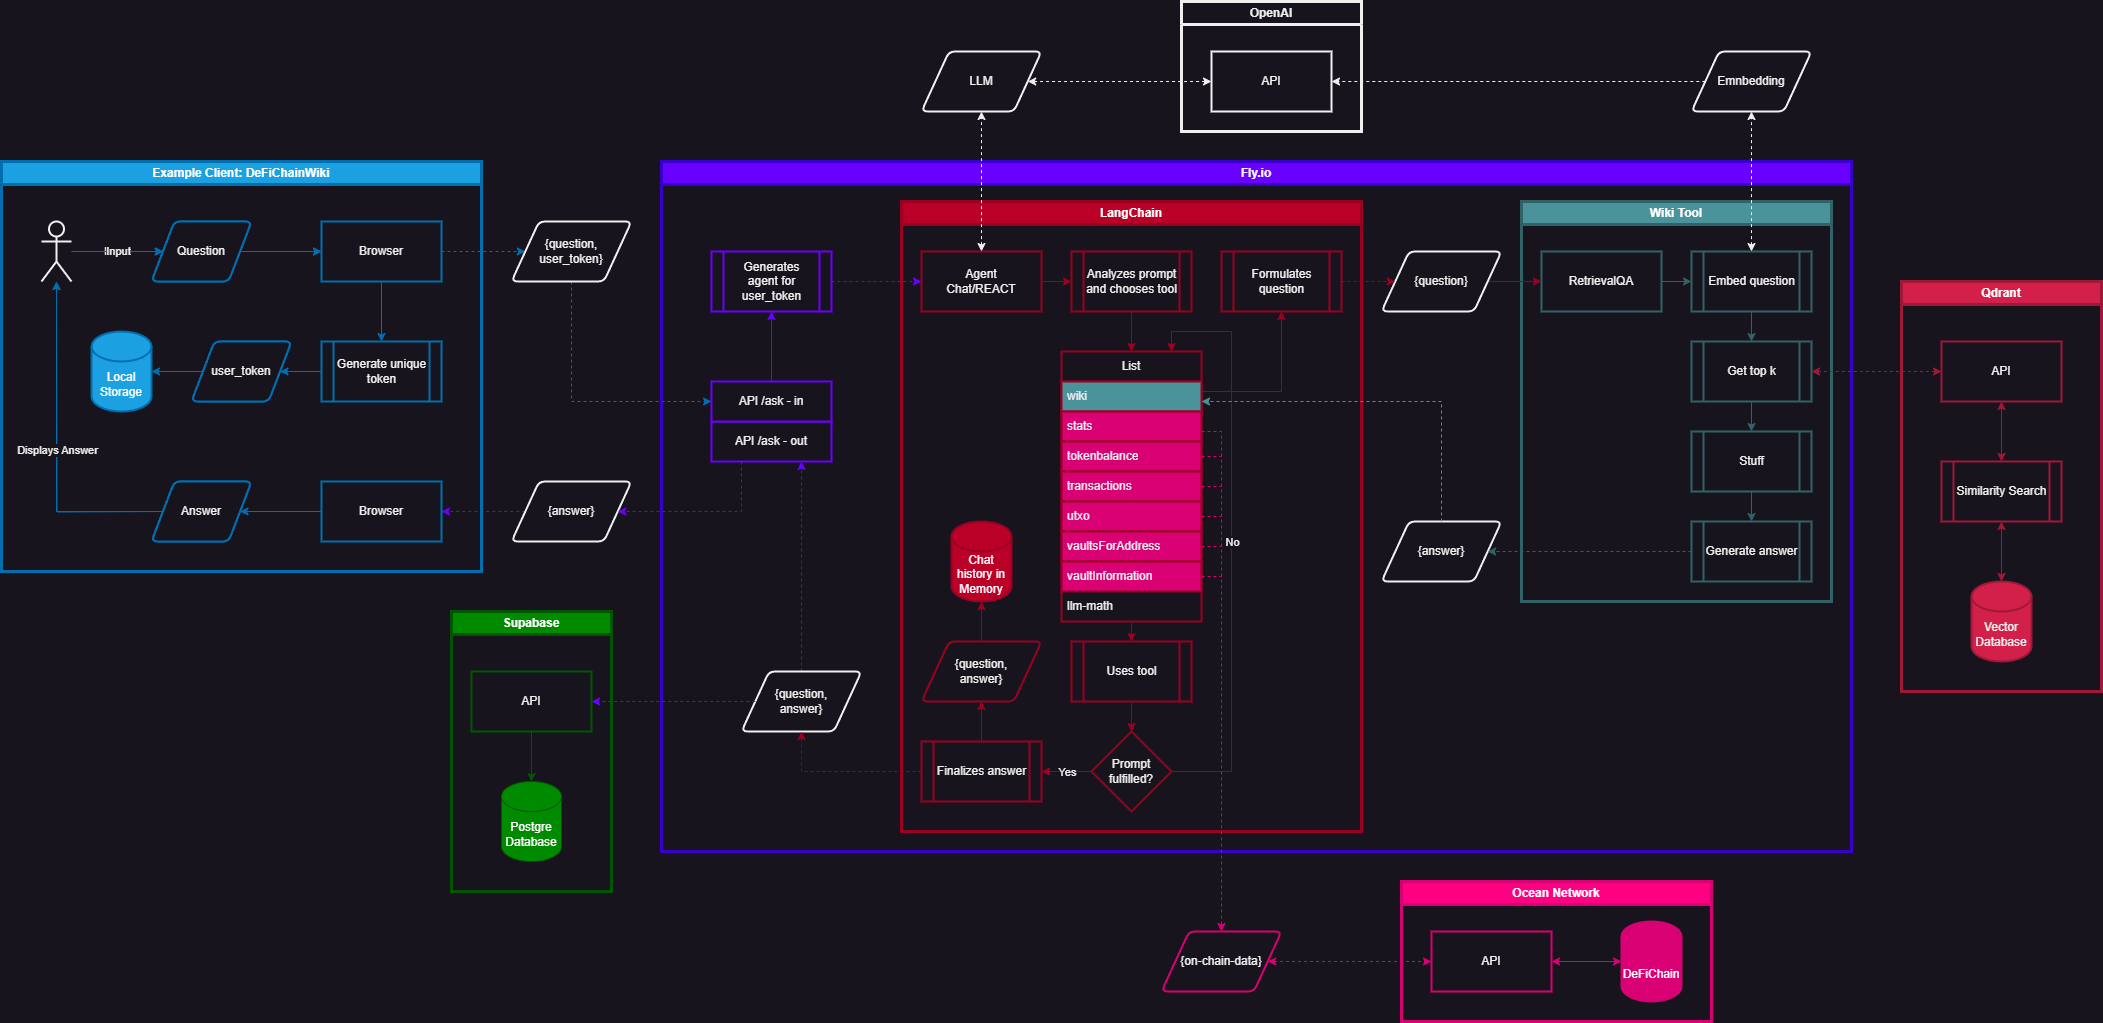 OpenAI
LLM
API
Emnbedding
Example Client: DeFiChainWiki
!Input
Question
Browser
{question,
user_token}
Generate unique
token
user_token
Local
Storage
Displays Answer
Answer
Browser
{answer}
Fly.io
Generates
agent for
user_token
API /ask - in
API /ask - out
{question,
answer}
LangChain
Agent
Chat/REACT
Analyzes prompt
and chooses tool
Formulates
question
List
wiki
stats
tokenbalance
transactions
utxo
vaultsForAddress
vaultInformation
llm-math
No
Chat
history in
Memory
{question,
answer}
Uses tool
Finalizes answer
Yes
Prompt
fulfilled?
{question}
{answer}
Wiki Tool
RetrievalQA
Embed question
Get top k
Stuff
Generate answer
Qdrant
API
Similarity Search
Vector
Database
Supabase
API
Postgre
Database
Ocean Network
{on-chain-data}
API
DeFiChain